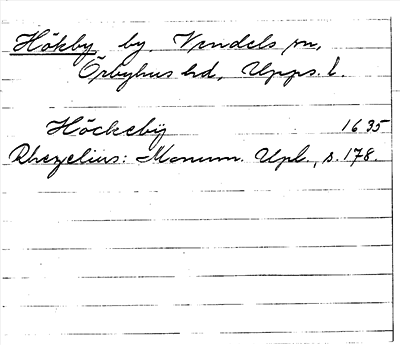 Hökby by, Vendels sn,
Örbyhus hd, Upps. l.
Höckebÿ 1635
Rhezelius: Monum. Upl., s. 178.